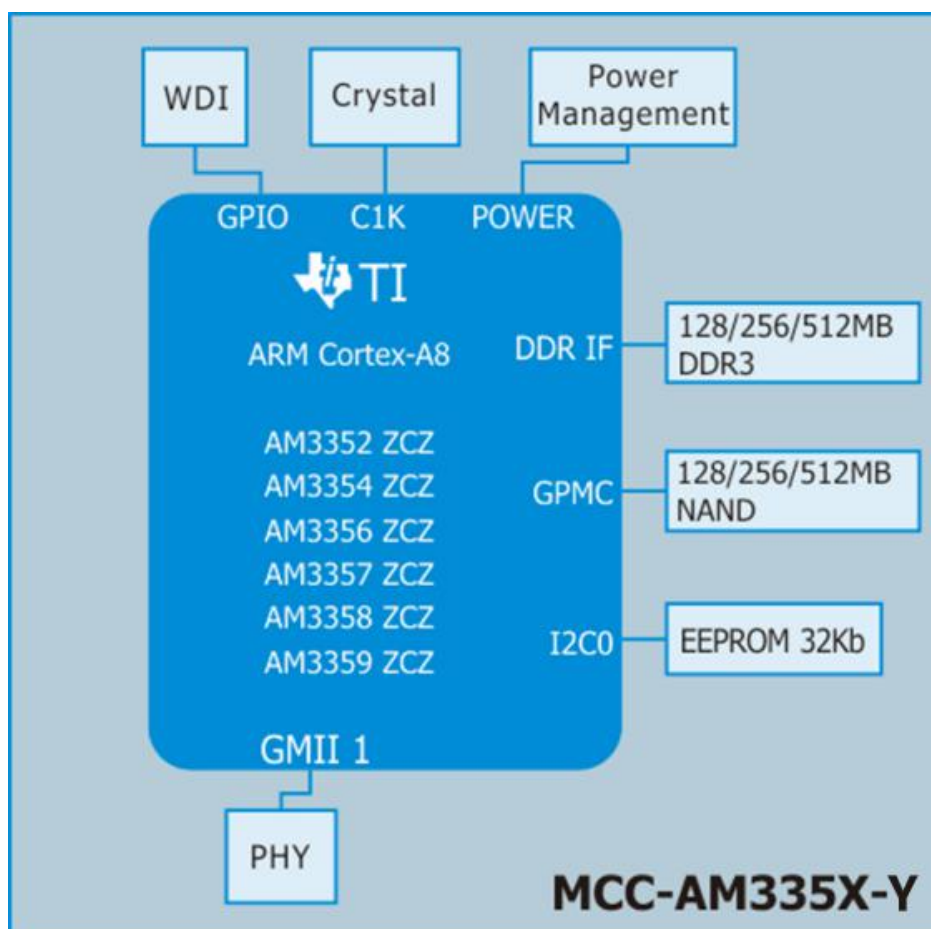 WDI
Crystal
Power
Management
GPIO
C1K
POWER
TI
ARM Cortex-A8
DDR IF
128/256/512MB
DDR3
AM3352 ZCZ
AM3354 ZCZ
AM3356 ZCZ
AM3357 ZCZ
AM3358 ZCZ
AM3359 ZCZ
GPMC
128/256/512MB
NAND
I2C0
EEPROM 32Kb
GMII 1
PHY
MCC-AM335X-Y